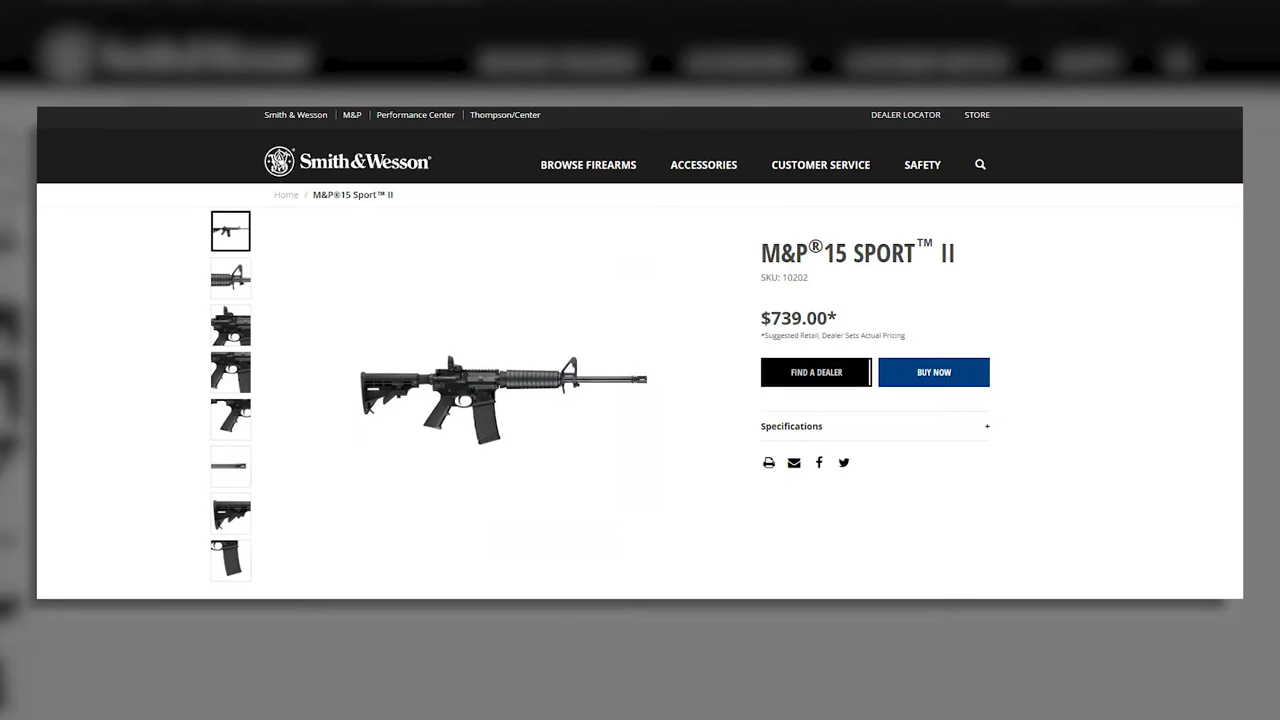 Smith & Wesson | M&P | Performance Center | Thompson/Center
DEALER LOCATOR STORE
Smith & Wesson®
BROWSE FIREARMS ACCESSORIES CUSTOMER SERVICE SAFETY
Home / M&P®15 Sport™ II
M&P®15 SPORT™ II
SKU: 10202
$739.00*
*Suggested Retail, Dealer Sets Actual Pricing
FIND A DEALER BUY NOW
Specifications +